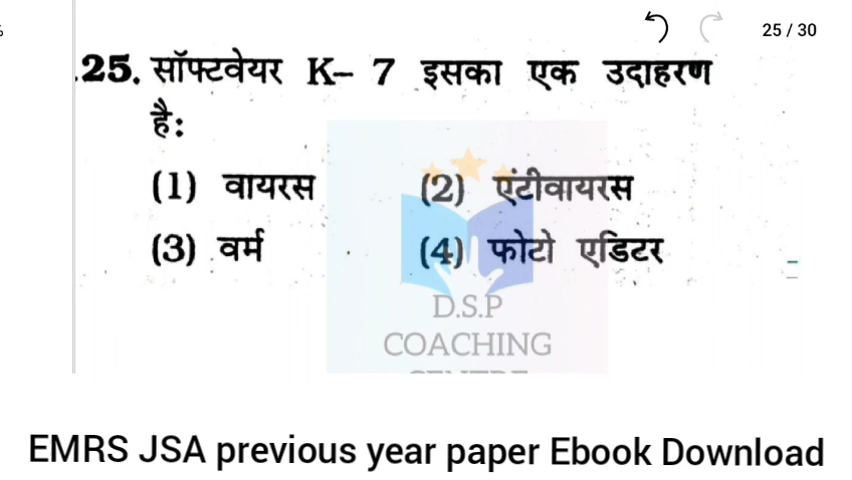 25 / 30
.25. सॉफ्टवेयर K– 7 इसका एक उदाहरण
है:
(1) वायरस (2) एंटीवायरस
(3) वर्म (4) फोटो एडिटर
D.S.P
COACHING
EMRS JSA previous year paper Ebook Download